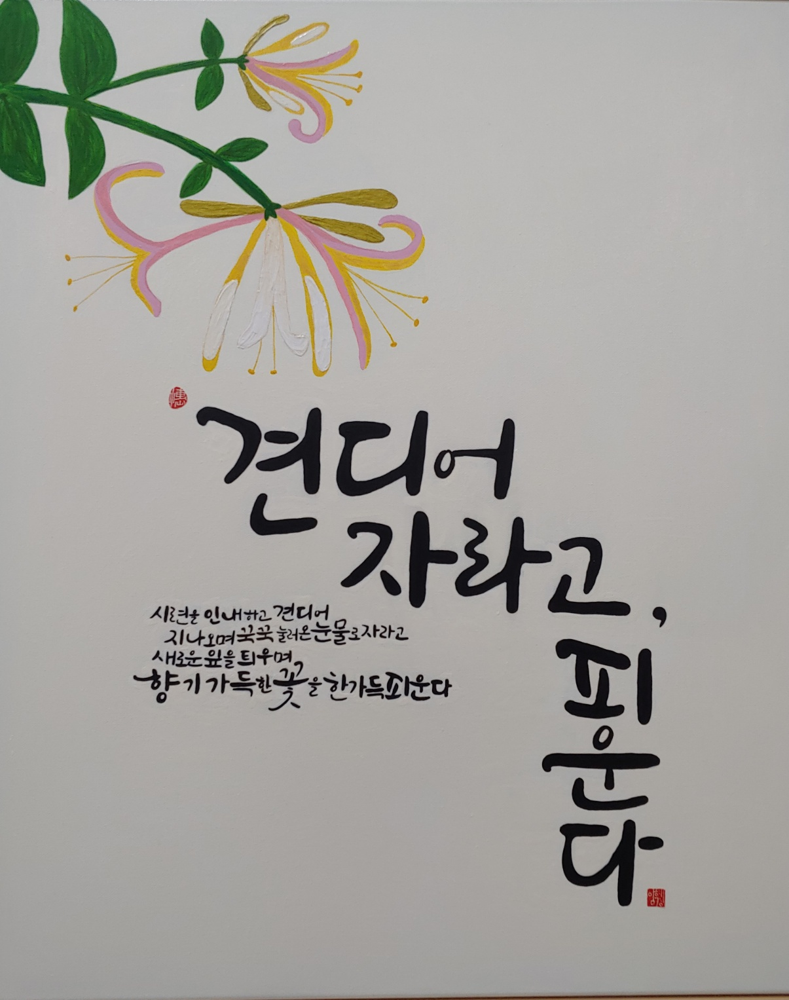 견디어
자라고,
피
운
다
시련을 인내하고 견디어
지나오며 꾹꾹 눌러온 눈물로 자라고
새로운 잎을 틔우며,
향기 가득한 꽃을 한가득 피운다